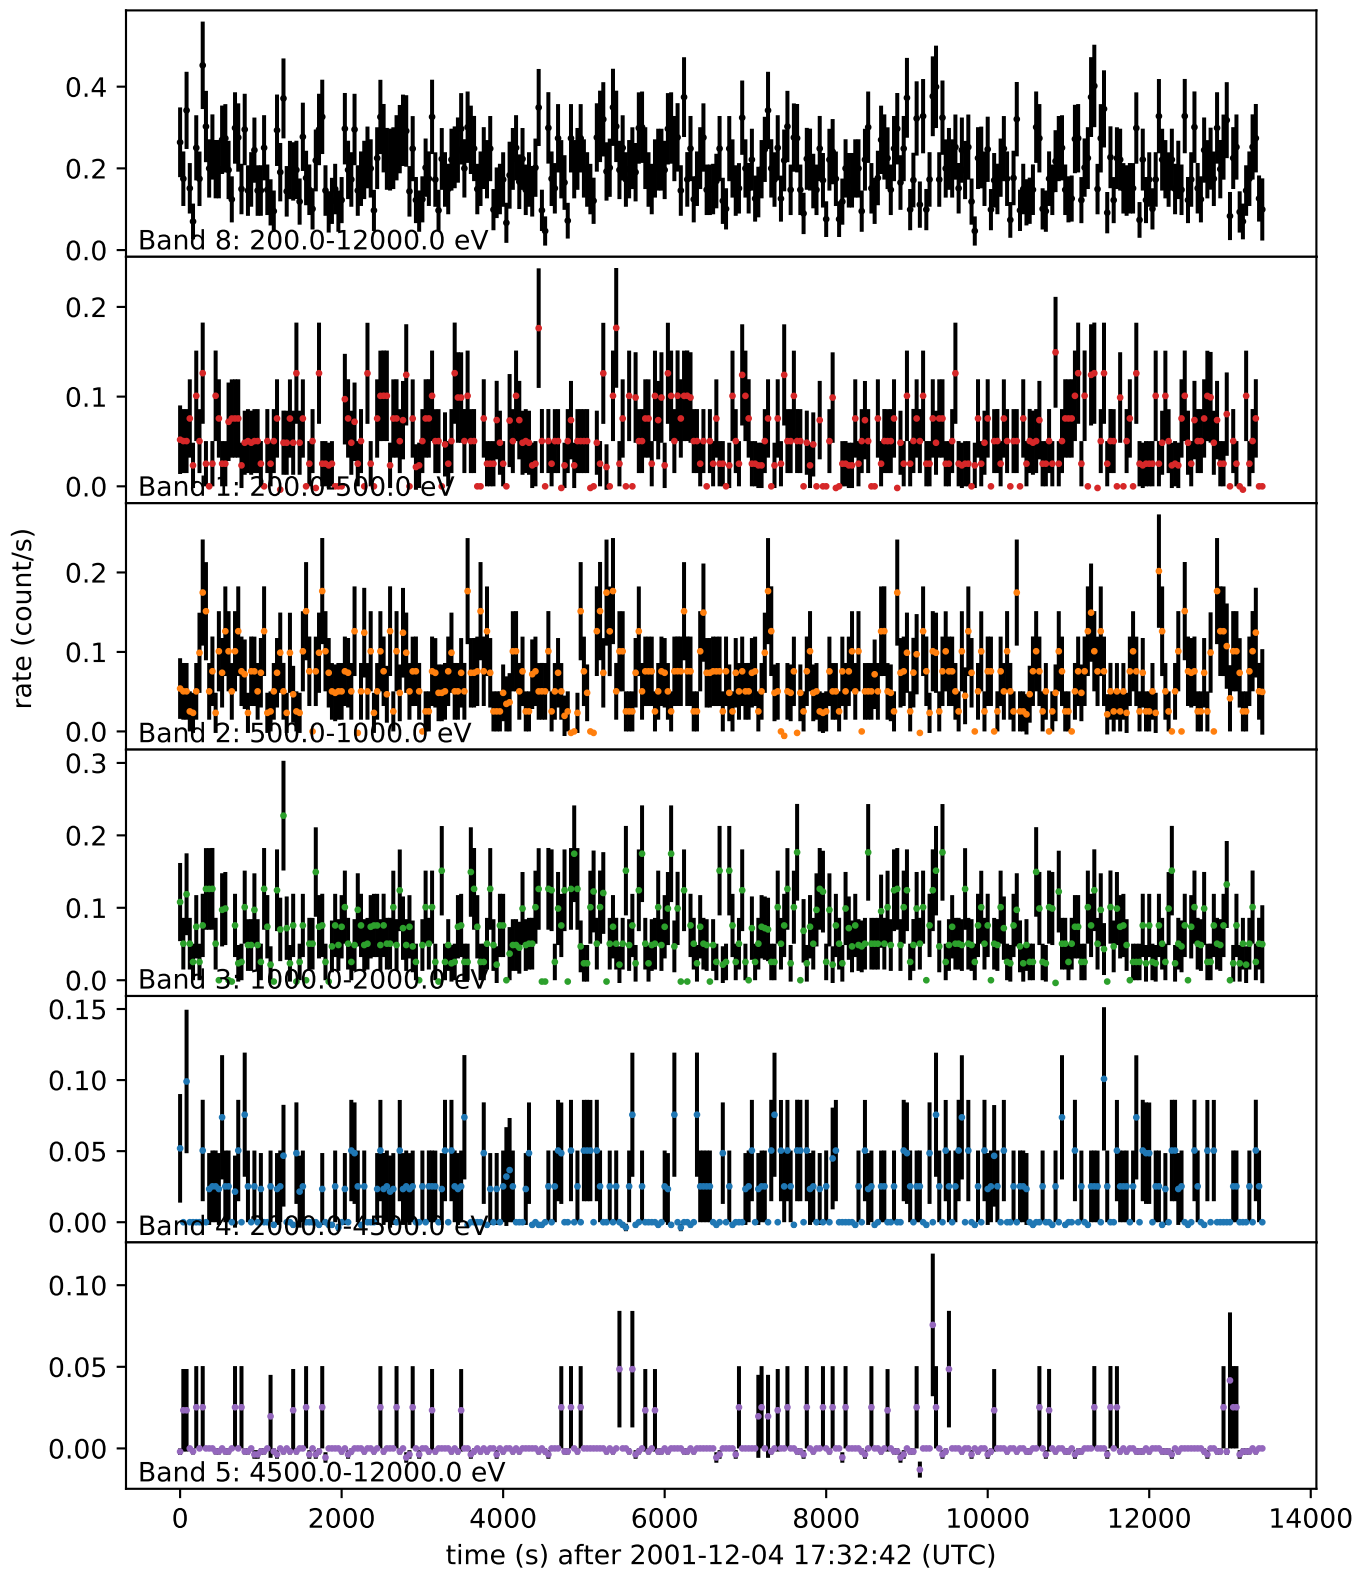 0.4
0.2
0.0
Band 8: 200.0-12000.0 eV
0.2
0.1
0.0
Band 1: 200.0-500.0 eV
rate (count/s)
0.2
0.1
0.0
Band 2: 500.0-1000.0 eV
0.3
0.2
0.1
0.0
Band 3: 1000.0-2000.0 eV
0.15
0.10
0.05
0.00
Band 4: 2000.0-4500.0 eV
0.10
0.05
0.00
Band 5: 4500.0-12000.0 eV
0 2000 4000 6000 8000 10000 12000 14000
time (s) after 2001-12-04 17:32:42 (UTC)